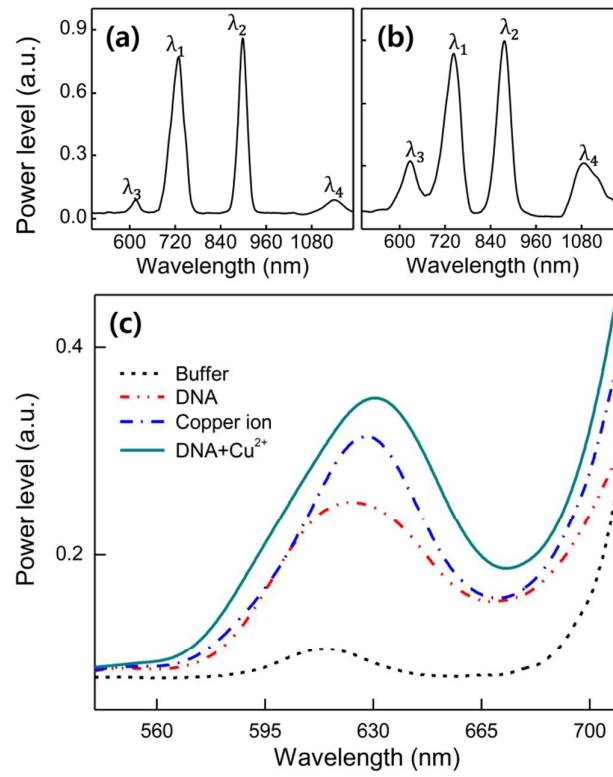 (a)
(b)
0.9
0.6
0.3
0.0
Power level (a.u.)
λ1
λ2
λ3
λ4
λ1
λ2
λ3
λ4
600 720 840 960 1080
600 720 840 960 1080
Wavelength (nm)
Wavelength (nm)
(c)
0.4
0.2
Power level (a.u.)
Buffer
DNA
Copper ion
DNA+Cu²⁺
560 595 630 665 700
Wavelength (nm)